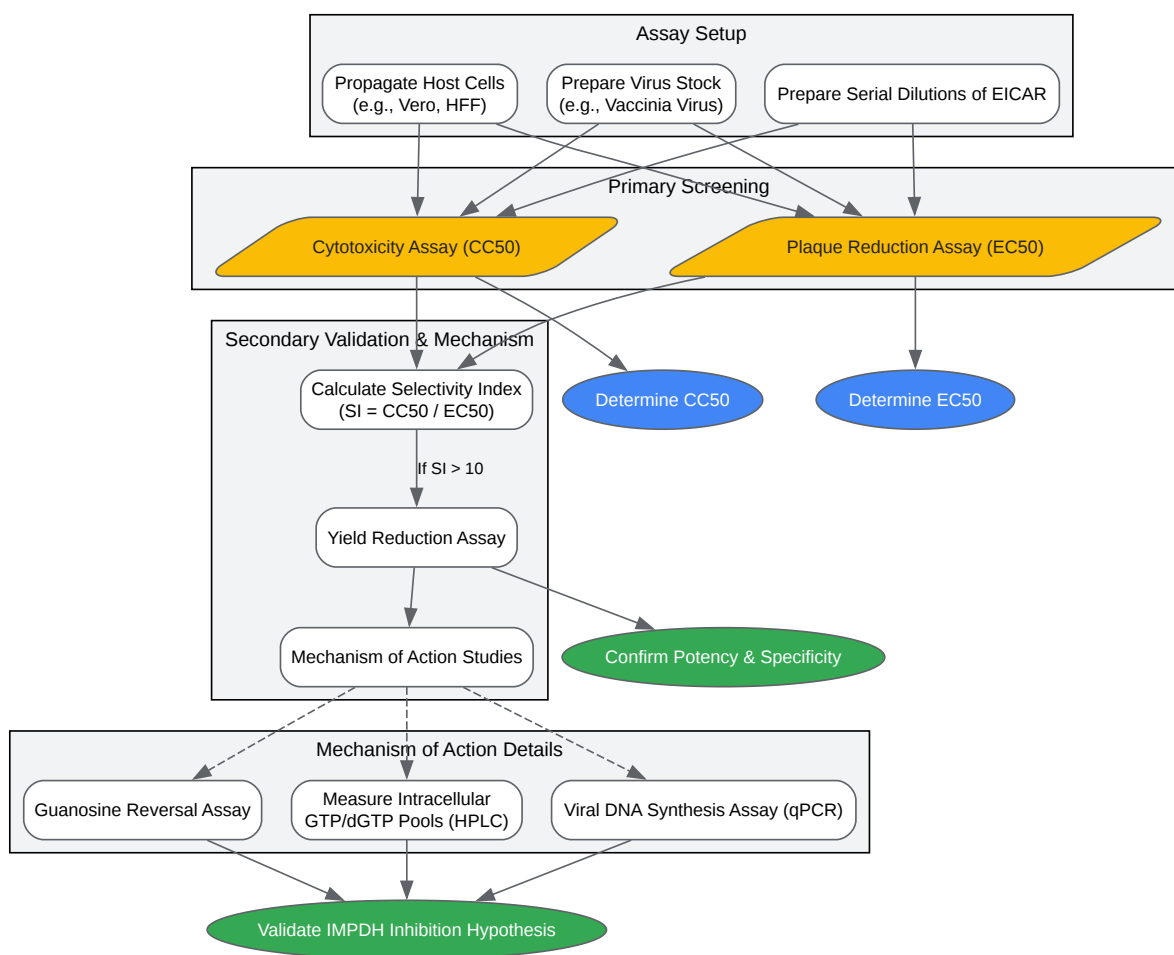 Assay Setup
Propagate Host Cells
(e.g., Vero, HFF)
Prepare Virus Stock
(e.g., Vaccinia Virus)
Prepare Serial Dilutions of EICAR
Primary Screening
Cytotoxicity Assay (CC50)
Plaque Reduction Assay (EC50)
Secondary Validation & Mechanism
Calculate Selectivity Index
(SI = CC50 / EC50)
Determine CC50
Determine EC50
If SI > 10
Yield Reduction Assay
Mechanism of Action Studies
Confirm Potency & Specificity
Mechanism of Action Details
Guanosine Reversal Assay
Measure Intracellular
GTP/dGTP Pools (HPLC)
Viral DNA Synthesis Assay (qPCR)
Validate IMPDH Inhibition Hypothesis